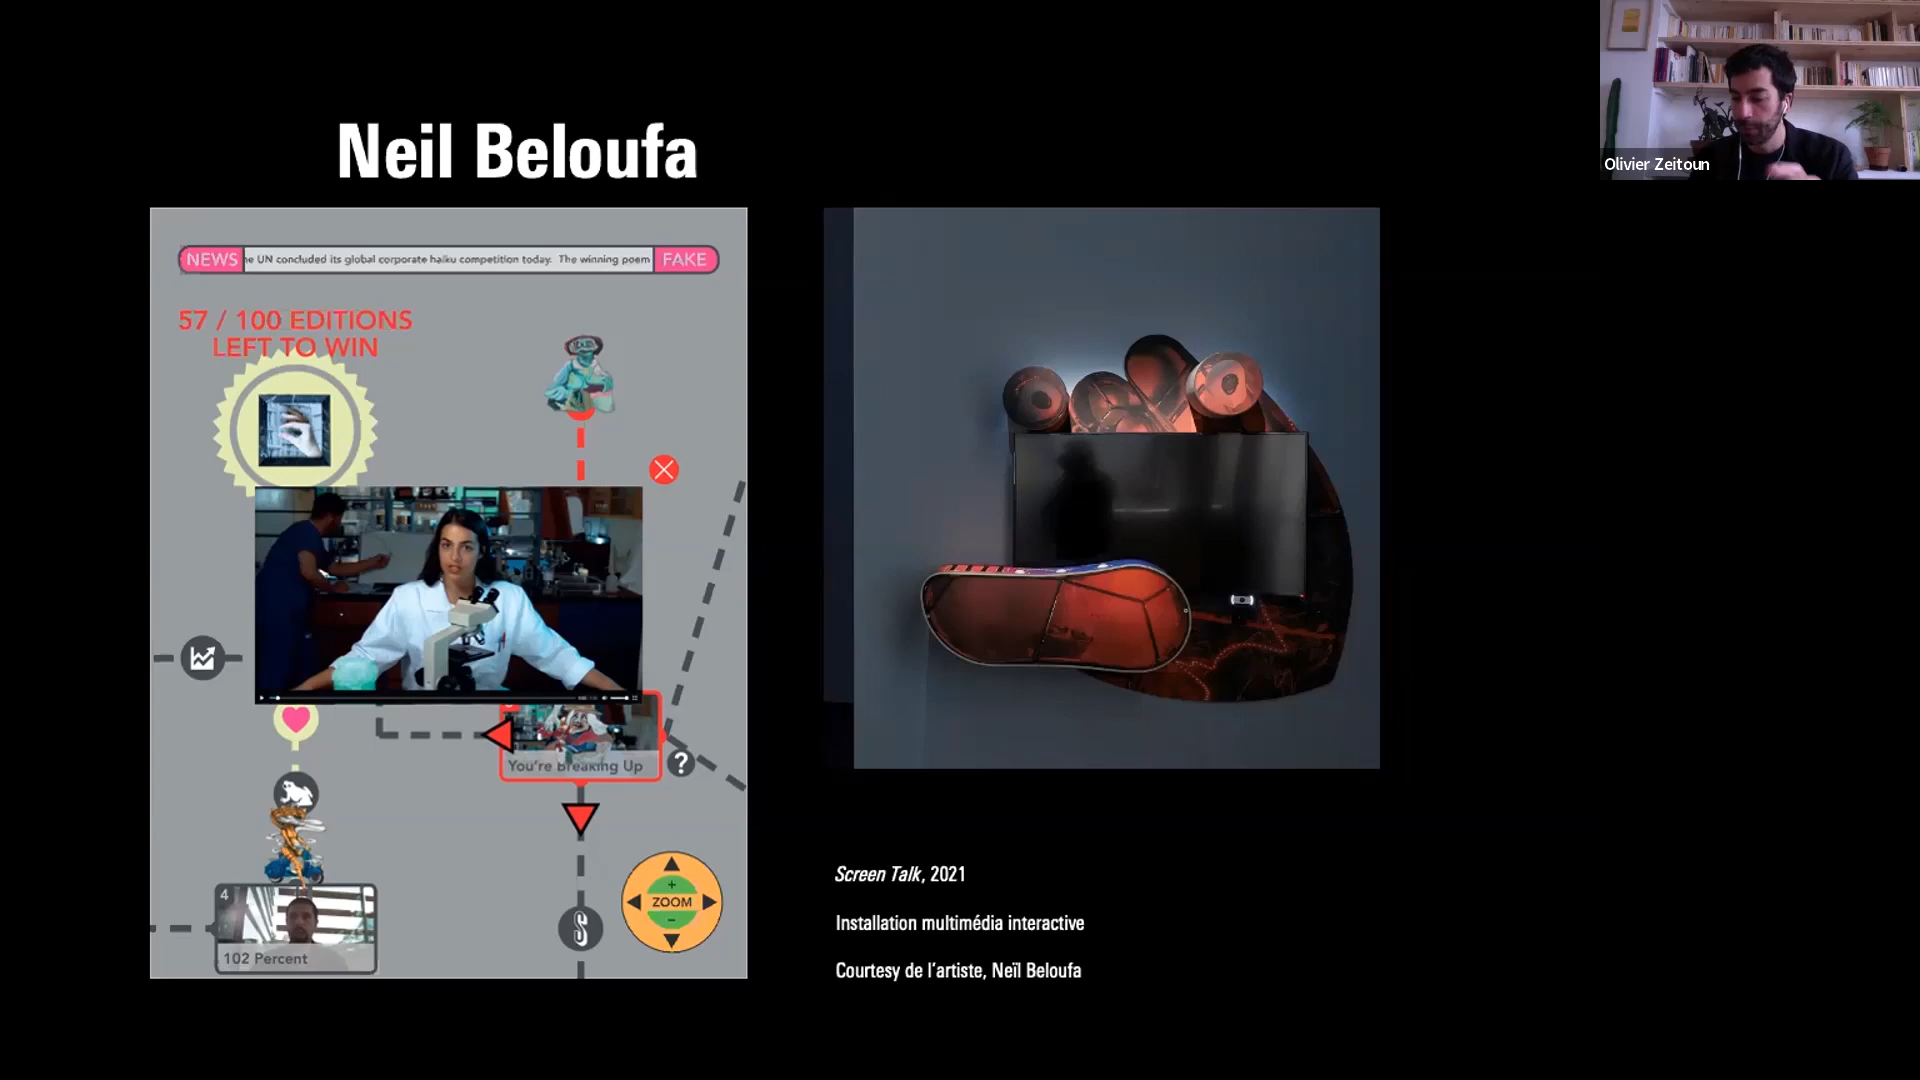 Olivier Zeitoun
Neil Beloufa
NEWS
e UN concluded its global corporate haiku competition today. The winning poem
FAKE
57 / 100 EDITIONS
LEFT TO WIN
You're Breaking Up
?
4
102 Percent
S
+
ZOOM
-
Screen Talk, 2021
Installation multimédia interactive
Courtesy de l'artiste, Neïl Beloufa